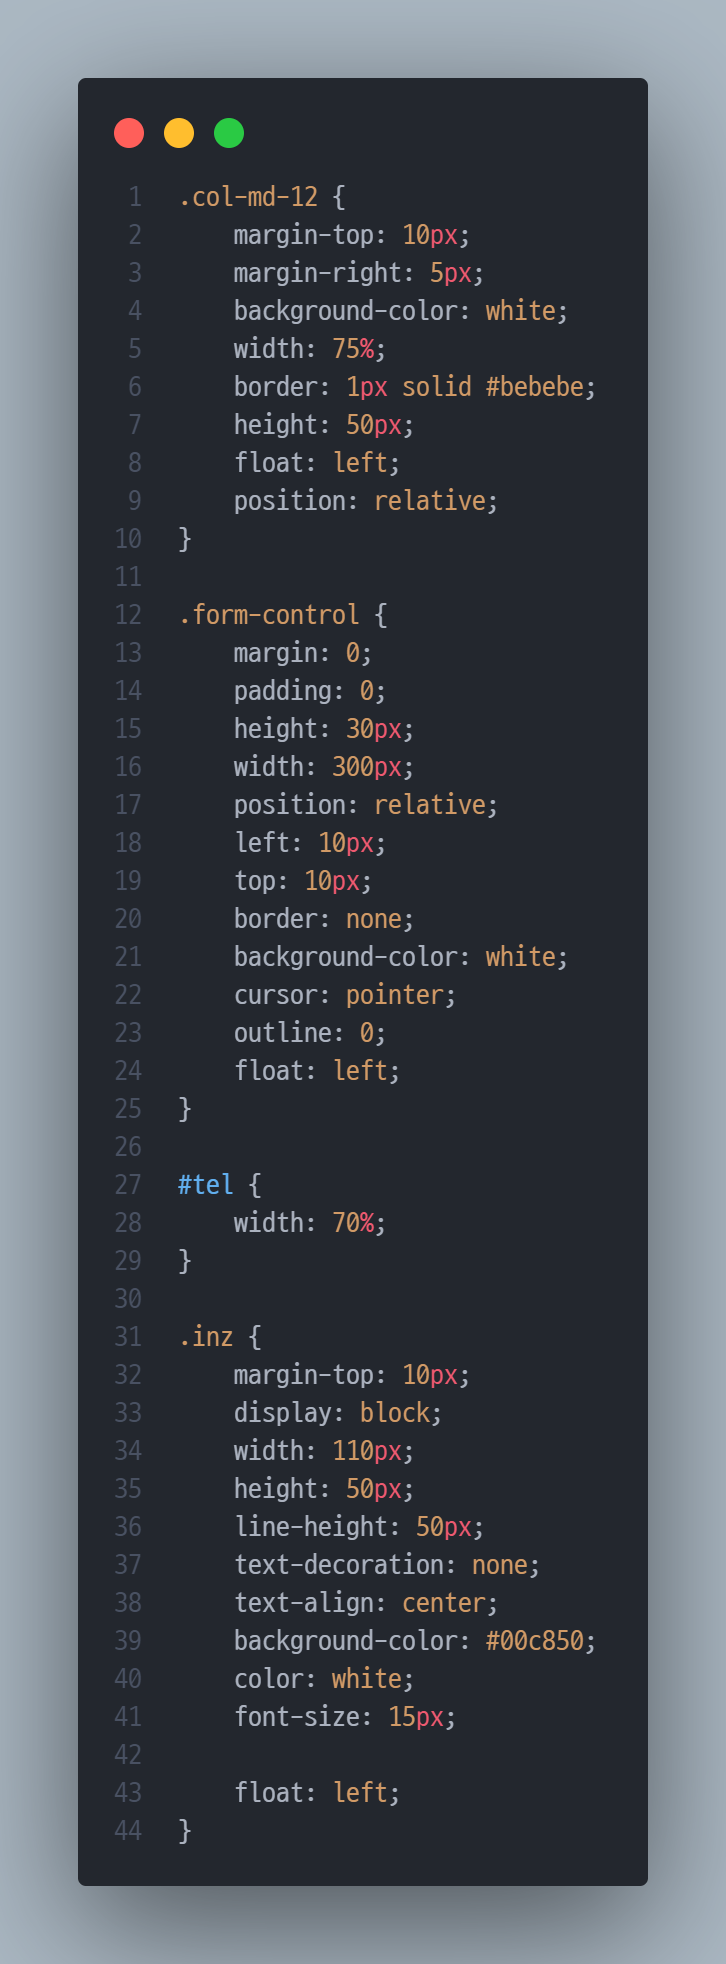 1 .col-md-12 {
2     margin-top: 10px;
3     margin-right: 5px;
4     background-color: white;
5     width: 75%;
6     border: 1px solid #bebebe;
7     height: 50px;
8     float: left;
9     position: relative;
10 }
11
12 .form-control {
13     margin: 0;
14     padding: 0;
15     height: 30px;
16     width: 300px;
17     position: relative;
18     left: 10px;
19     top: 10px;
20     border: none;
21     background-color: white;
22     cursor: pointer;
23     outline: 0;
24     float: left;
25 }
26
27 #tel {
28     width: 70%;
29 }
30
31 .inz {
32     margin-top: 10px;
33     display: block;
34     width: 110px;
35     height: 50px;
36     line-height: 50px;
37     text-decoration: none;
38     text-align: center;
39     background-color: #00c850;
40     color: white;
41     font-size: 15px;
42
43     float: left;
44 }